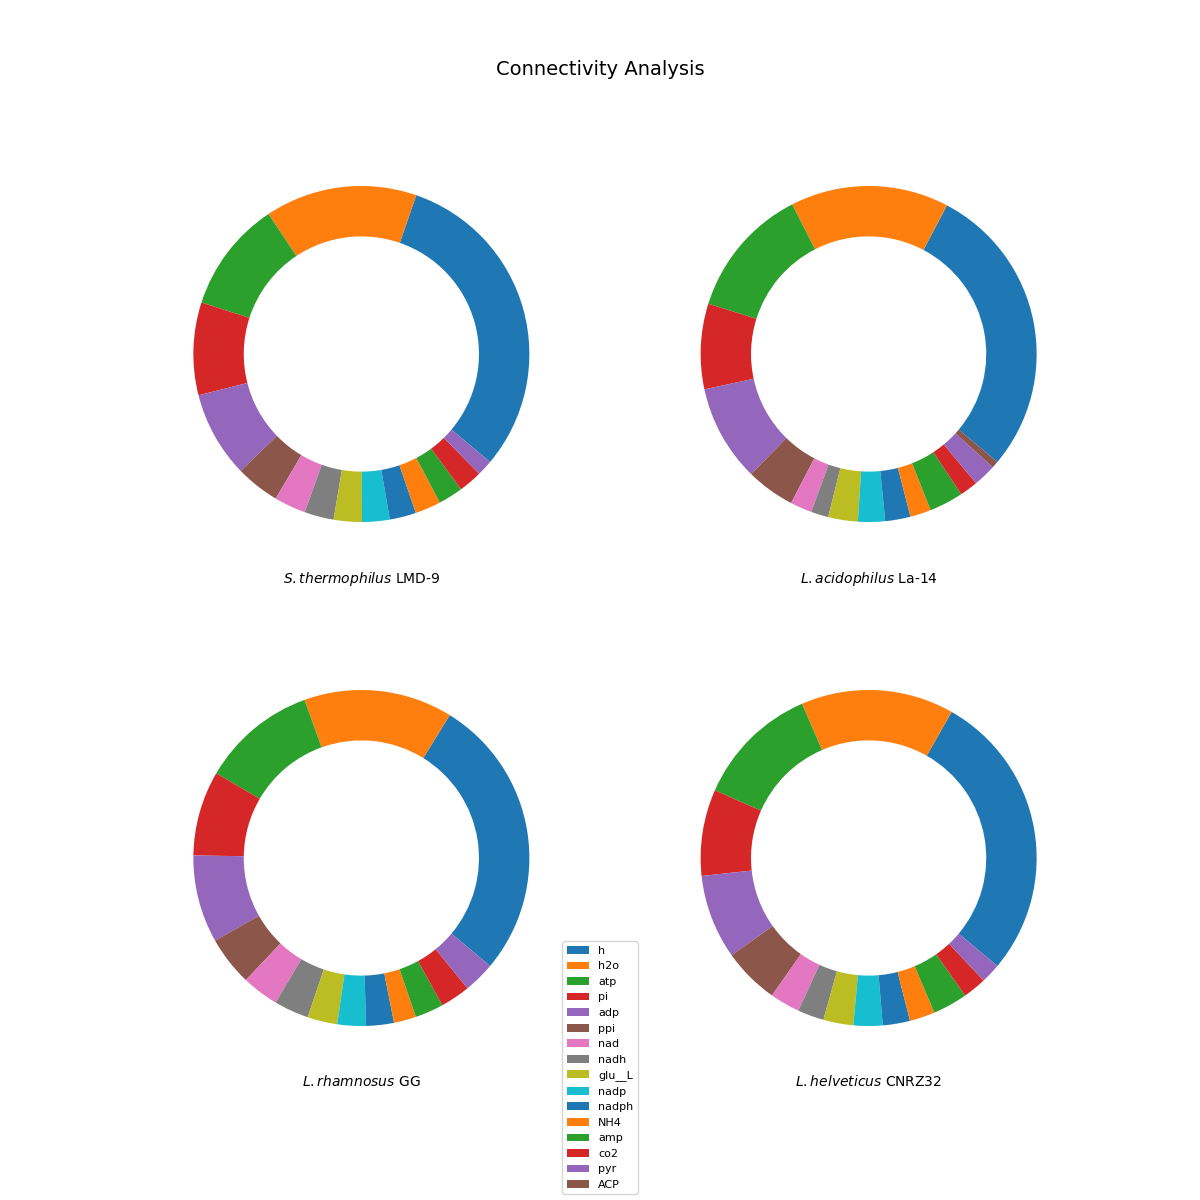 Connectivity Analysis
S.thermophilus LMD-9
L.acidophilus La-14
L.rhamnosus GG
L.helveticus CNRZ32
h
h2o
atp
pi
adp
ppi
nad
nadh
glu__L
nadp
nadph
NH4
amp
co2
pyr
ACP